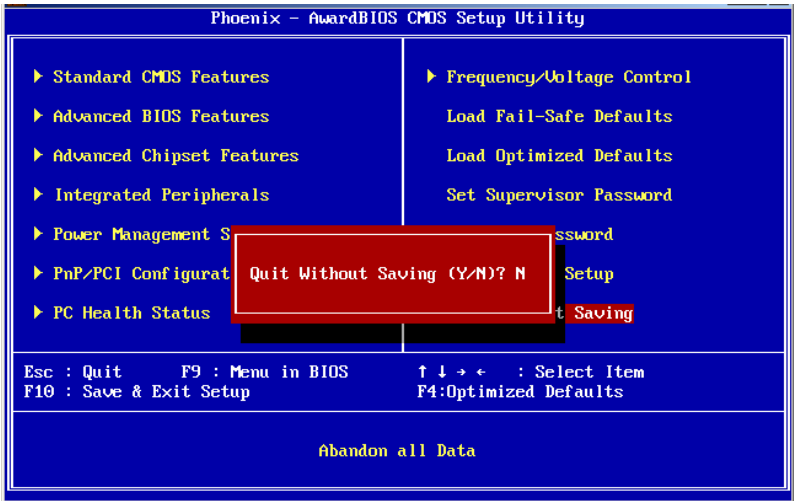 Phoenix - AwardBIOS CMOS Setup Utility
Standard CMOS Features
Advanced BIOS Features
Advanced Chipset Features
Integrated Peripherals
Power Management S
PnP/PCI Configurat
PC Health Status
Frequency/Voltage Control
Load Fail-Safe Defaults
Load Optimized Defaults
Set Supervisor Password
ssword
Setup
t Saving
Quit Without Saving (Y/N)? N
Esc : Quit F9 : Menu in BIOS ↑ ↓ → ← : Select Item
F10 : Save & Exit Setup F4:Optimized Defaults
Abandon all Data